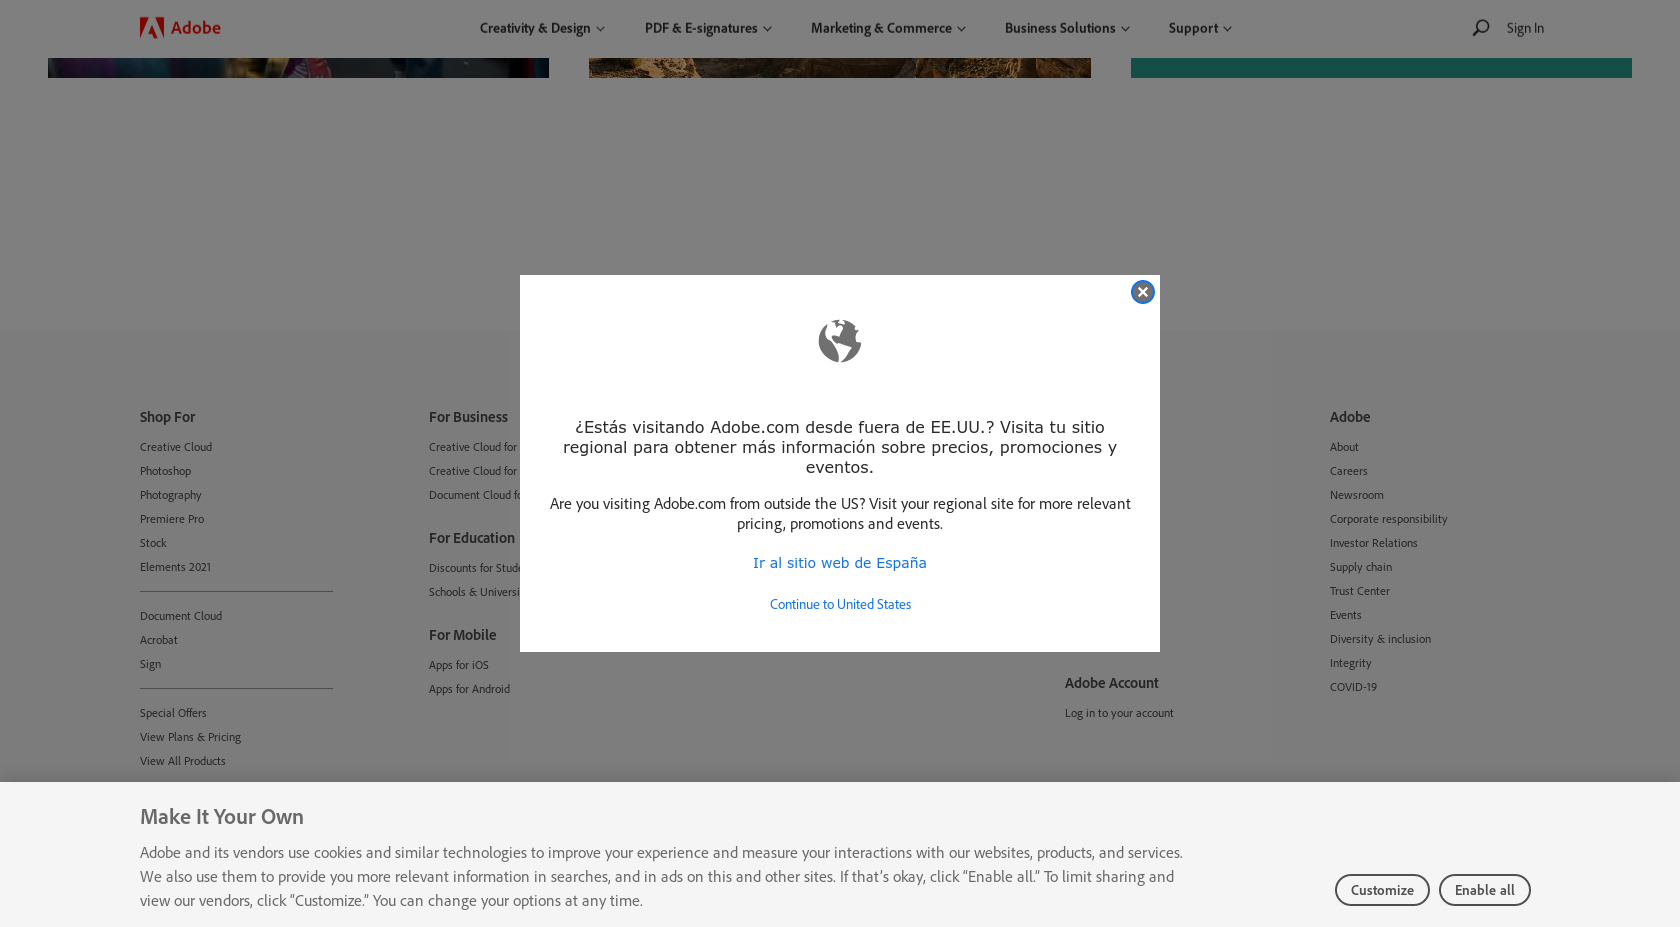 Adobe
Creativity & Design
PDF & E-signatures
Marketing & Commerce
Business Solutions
Support
Sign In
¿Estás visitando Adobe.com desde fuera de EE.UU.? Visita tu sitio
regional para obtener más información sobre precios, promociones y
eventos.
Are you visiting Adobe.com from outside the US? Visit your regional site for more relevant
pricing, promotions and events.
Ir al sitio web de España
Continue to United States
Shop For
Creative Cloud
Photoshop
Photography
Premiere Pro
Stock
Elements 2021
Document Cloud
Acrobat
Sign
Special Offers
View Plans & Pricing
View All Products
For Business
Creative Cloud for
Creative Cloud for
Document Cloud
For Education
Discounts for
Schools &
For Mobile
Apps for iOS
Apps for Android
Adobe Account
Log in to your account
Adobe
About
Careers
Newsroom
Corporate responsibility
Investor Relations
Supply chain
Trust Center
Events
Diversity & inclusion
Integrity
COVID-19
Make It Your Own
Adobe and its vendors use cookies and similar technologies to improve your experience and measure your interactions with our websites, products, and services.
We also use them to provide you more relevant information in searches, and in ads on this and other sites. If that’s okay, click “Enable all.” To limit sharing and
view our vendors, click “Customize.” You can change your options at any time.
Customize
Enable all